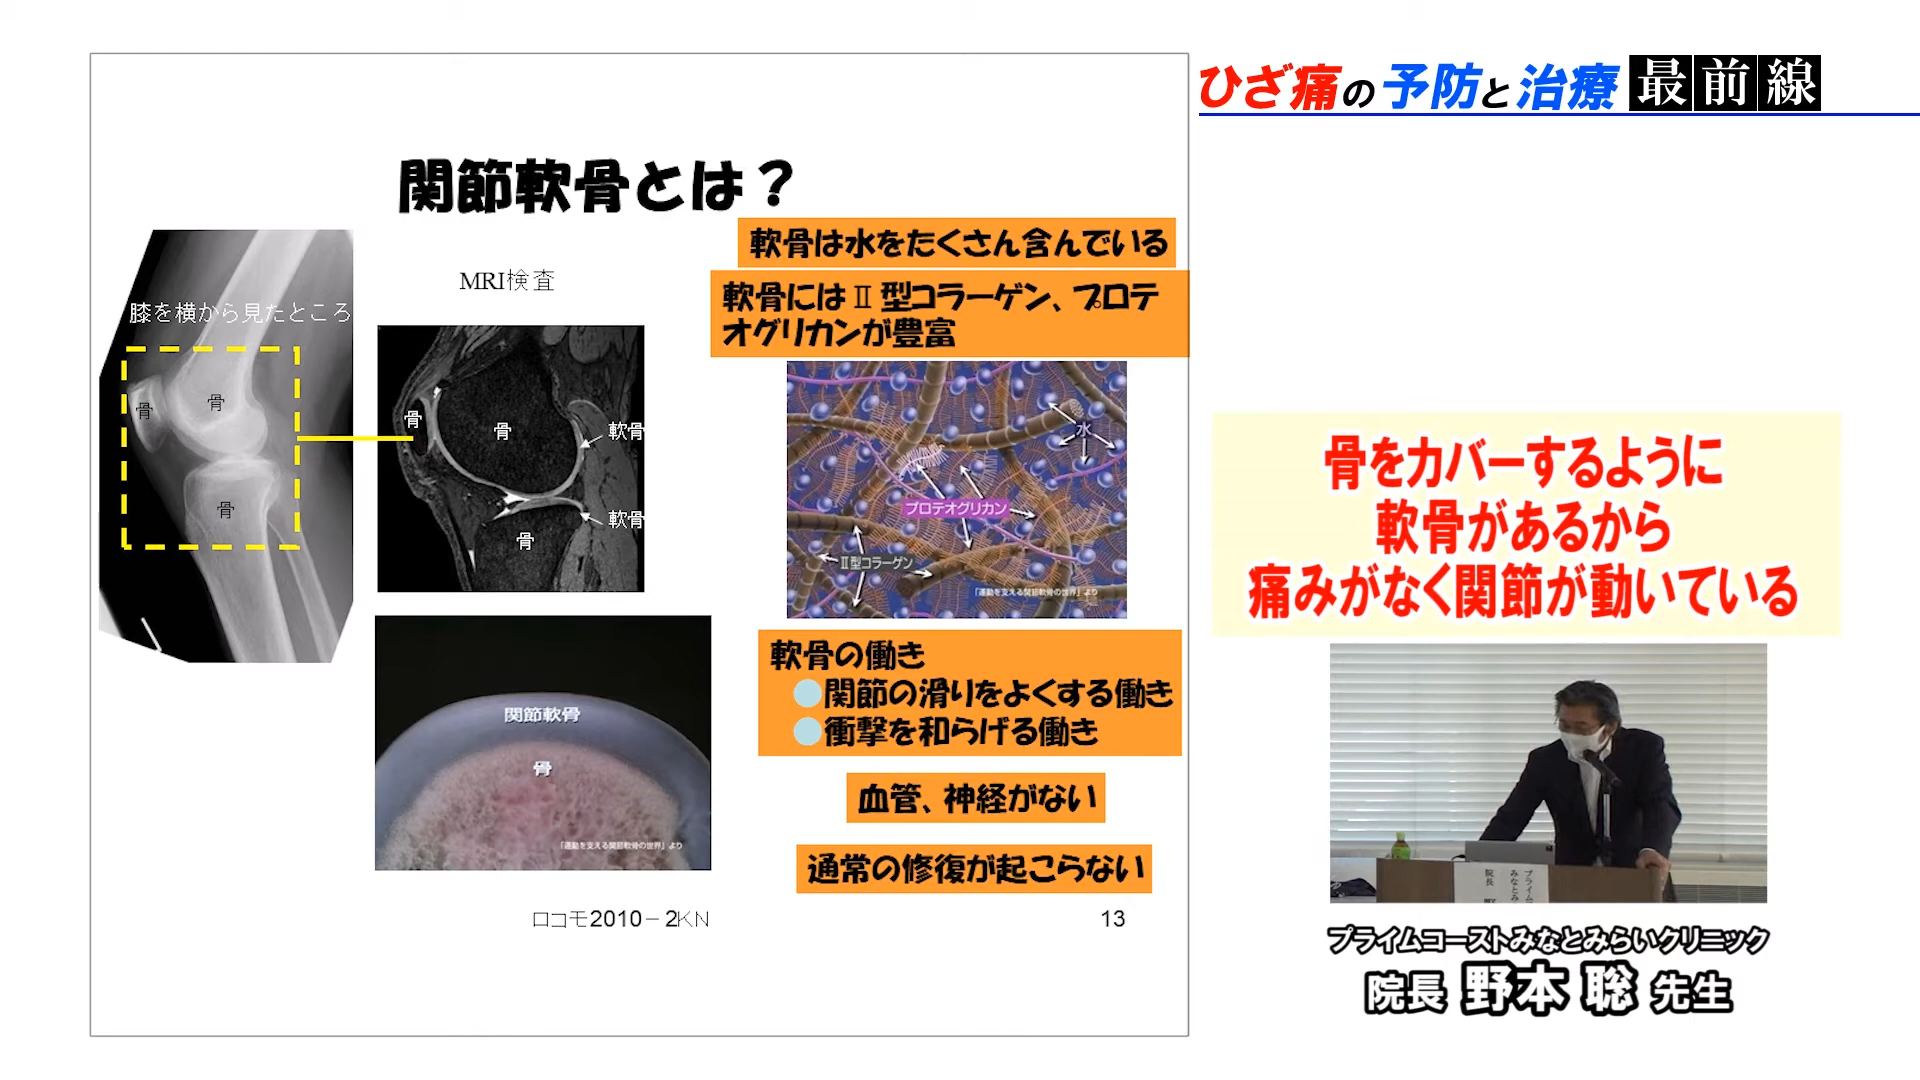 ひざ痛の予防と治療最前線
関節軟骨とは？
軟骨は水をたくさん含んでいる
軟骨にはⅡ型コラーゲン、プロテ
オグリカンが豊富
MRI検査
膝を横から見たところ
骨
骨
骨
骨
骨
軟骨
軟骨
骨
水
プロテオグリカン
Ⅱ型コラーゲン
「運動を支える関節軟骨の世界」より
関節軟骨
骨
「運動を支える関節軟骨の世界」より
軟骨の働き
●関節の滑りをよくする働き
●衝撃を和らげる働き
血管、神経がない
通常の修復が起こらない
ロコモ2010－2KN
13
骨をカバーするように
軟骨があるから
痛みがなく関節が動いている
プライム
みなとみ
院長
プライムコーストみなとみらいクリニック
院長 野本 聡 先生